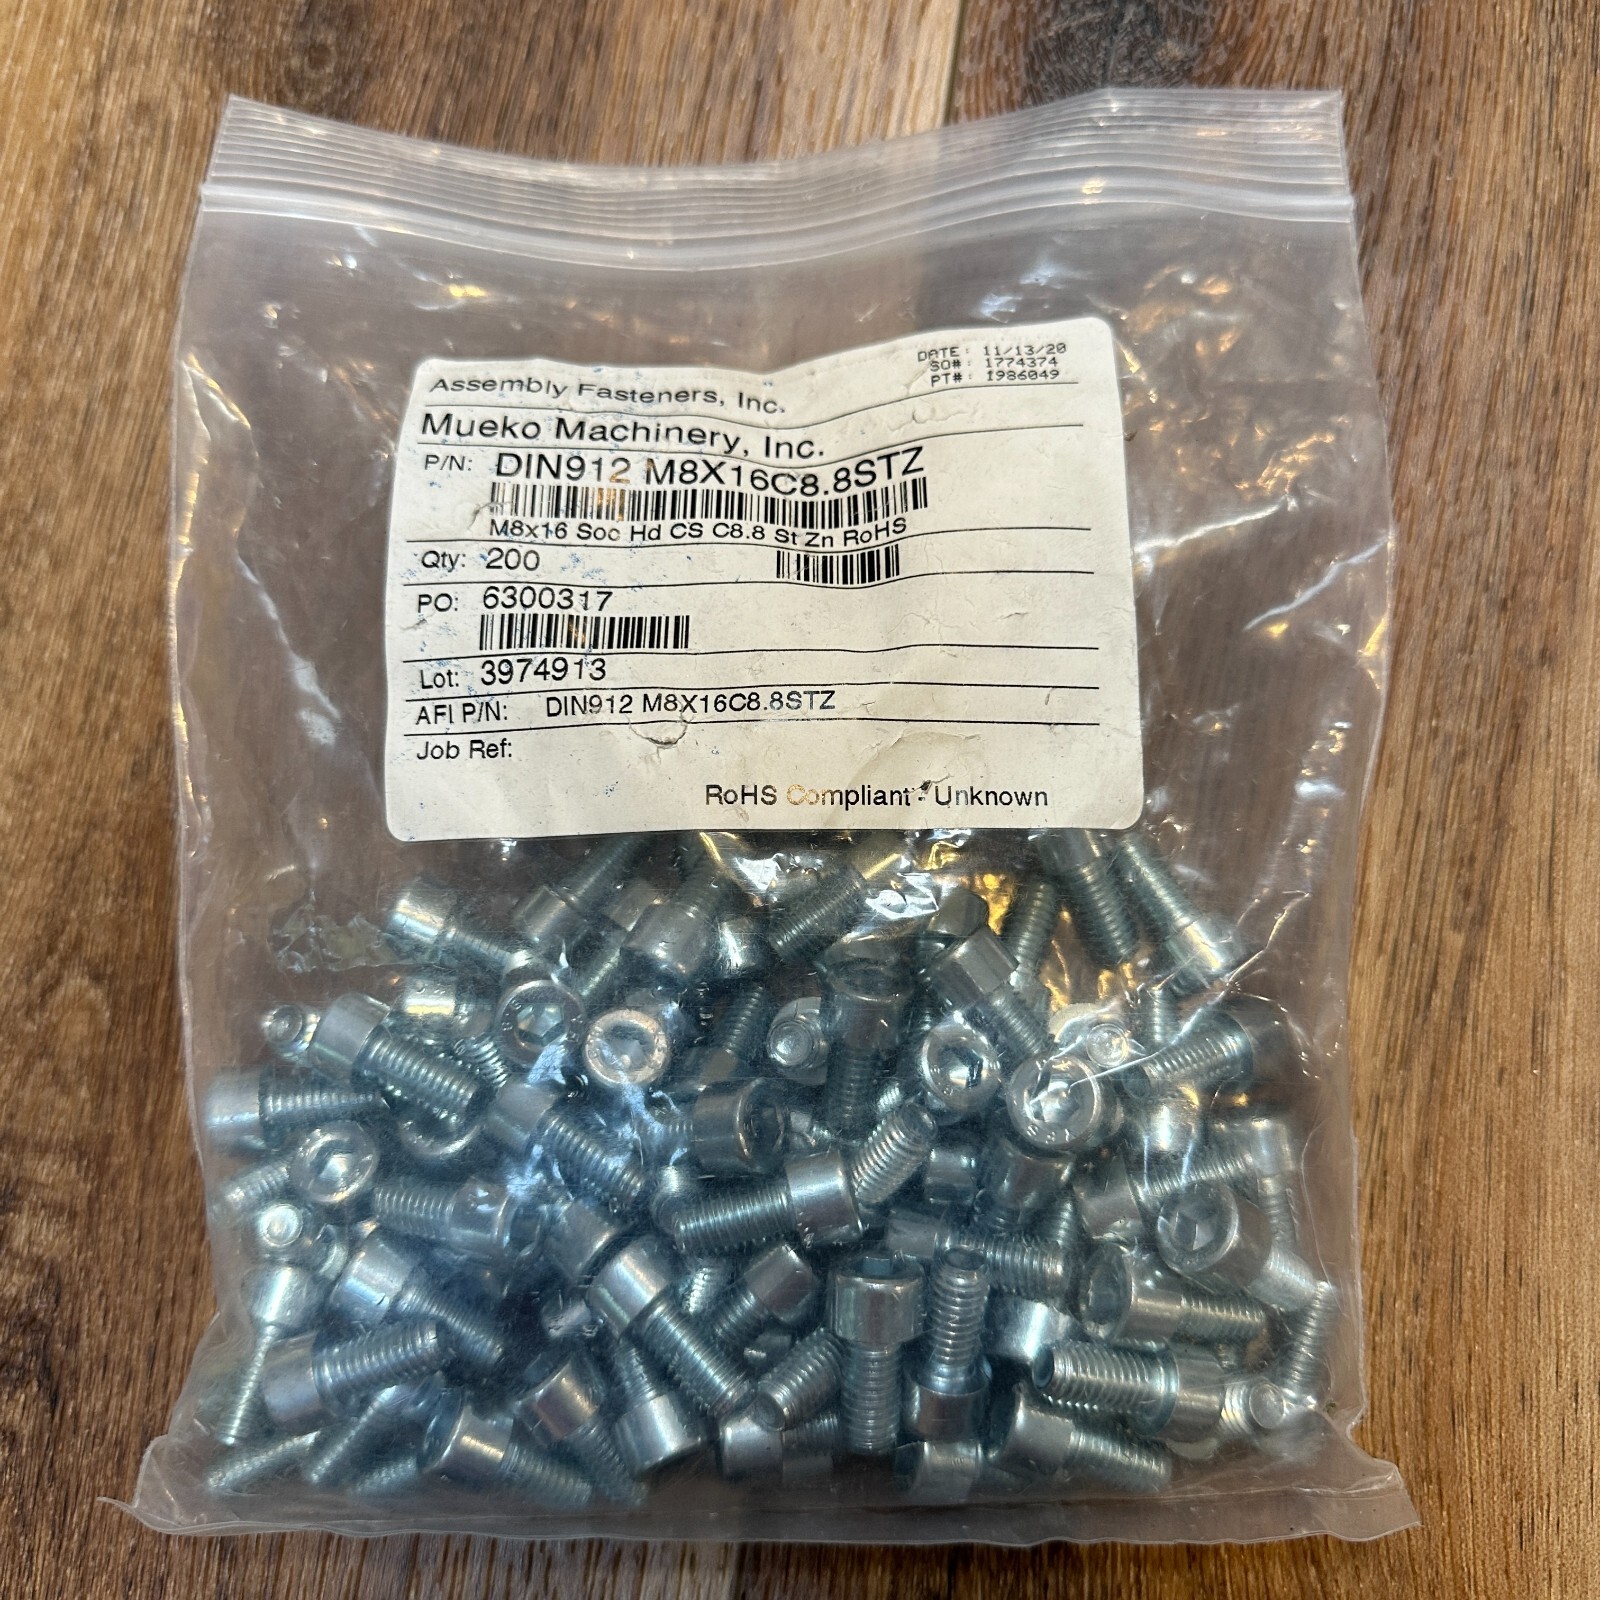 DATE: 11/13/20
SO#: 1774374
PT#: 1986049
Assembly Fasteners, Inc.
Mueko Machinery, Inc.
P/N: DIN912 M8X16C8.8STZ
M8x16 Soc Hd CS C8.8 St Zn RoHS
Qty: 200
PO: 6300317
Lot: 3974913
AFI P/N: DIN912 M8X16C8.8STZ
Job Ref:
RoHS Compliant - Unknown